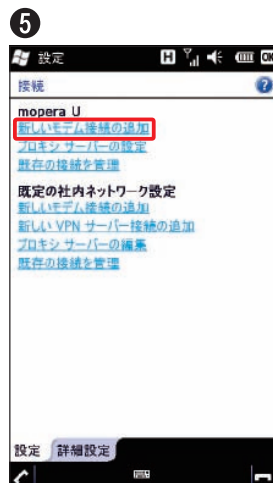 5
設定 H OK
接続
mopera U
新しいモデム接続の追加
プロキシ サーバーの設定
既存の接続を管理
既定の社内ネットワーク設定
新しいモデム接続の追加
新しい VPN サーバー接続の追加
プロキシ サーバーの編集
既存の接続を管理
設定 詳細設定